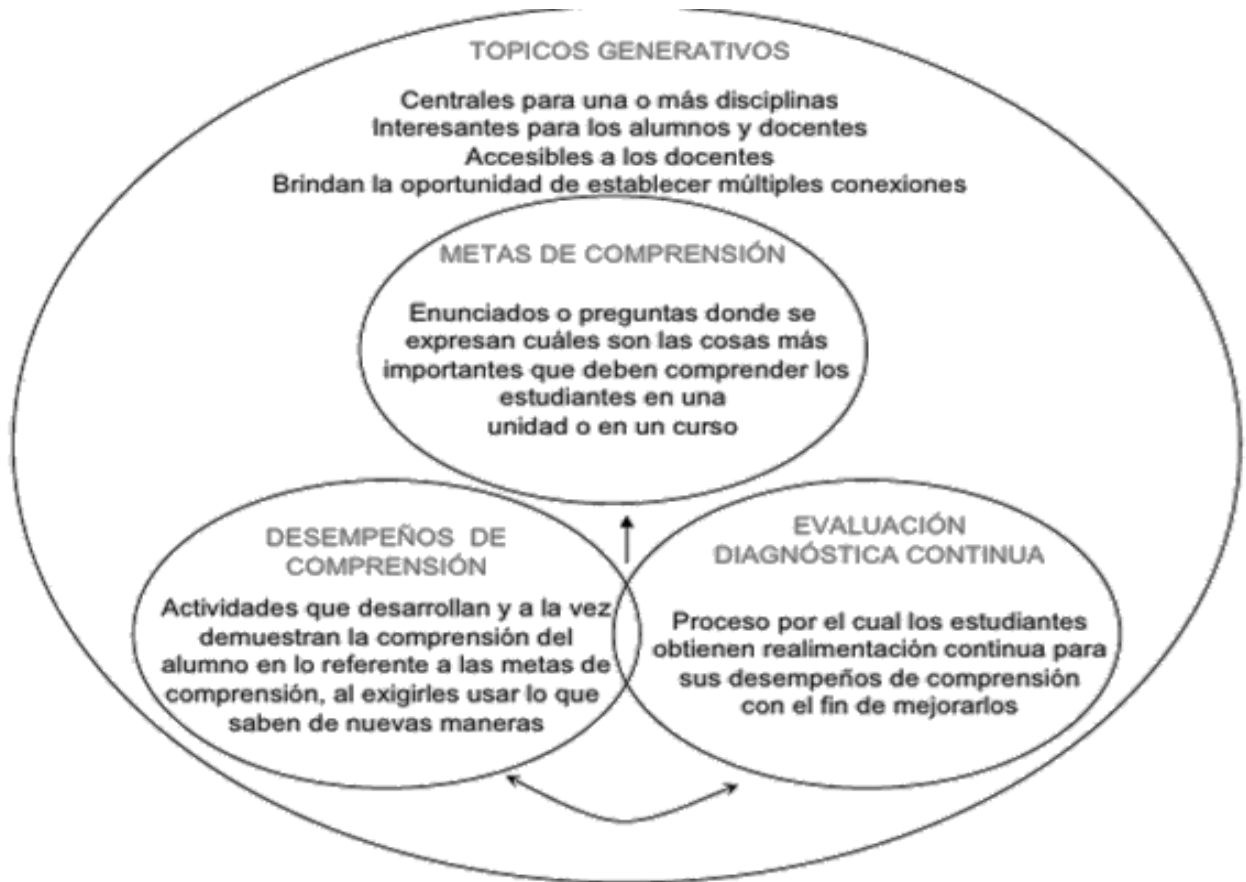 TOPICOS GENERATIVOS
Centrales para una o más disciplinas
Interesantes para los alumnos y docentes
Accesibles a los docentes
Brindan la oportunidad de establecer múltiples conexiones
METAS DE COMPRENSIÓN
Enunciados o preguntas donde se
expresan cuáles son las cosas más
importantes que deben comprender los
estudiantes en una
unidad o en un curso
DESEMPEÑOS DE
COMPRENSIÓN
Actividades que desarrollan y a la vez
demuestran la comprensión del
alumno en lo referente a las metas de
comprensión, al exigirles usar lo que
saben de nuevas maneras
EVALUACIÓN
DIAGNÓSTICA CONTINUA
Proceso por el cual los estudiantes
obtienen realimentación continua para
sus desempeños de comprensión
con el fin de mejorarlos